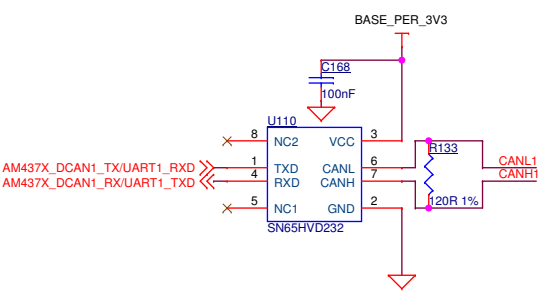 BASE_PER_3V3
C168
100nF
U110
8 NC2 VCC 3
AM437X_DCAN1_TX/UART1_RXD 1 TXD CANL 6 R133 CANL1
AM437X_DCAN1_RX/UART1_TXD 4 RXD CANH 7 CANH1
5 NC1 GND 2 120R 1%
SN65HVD232